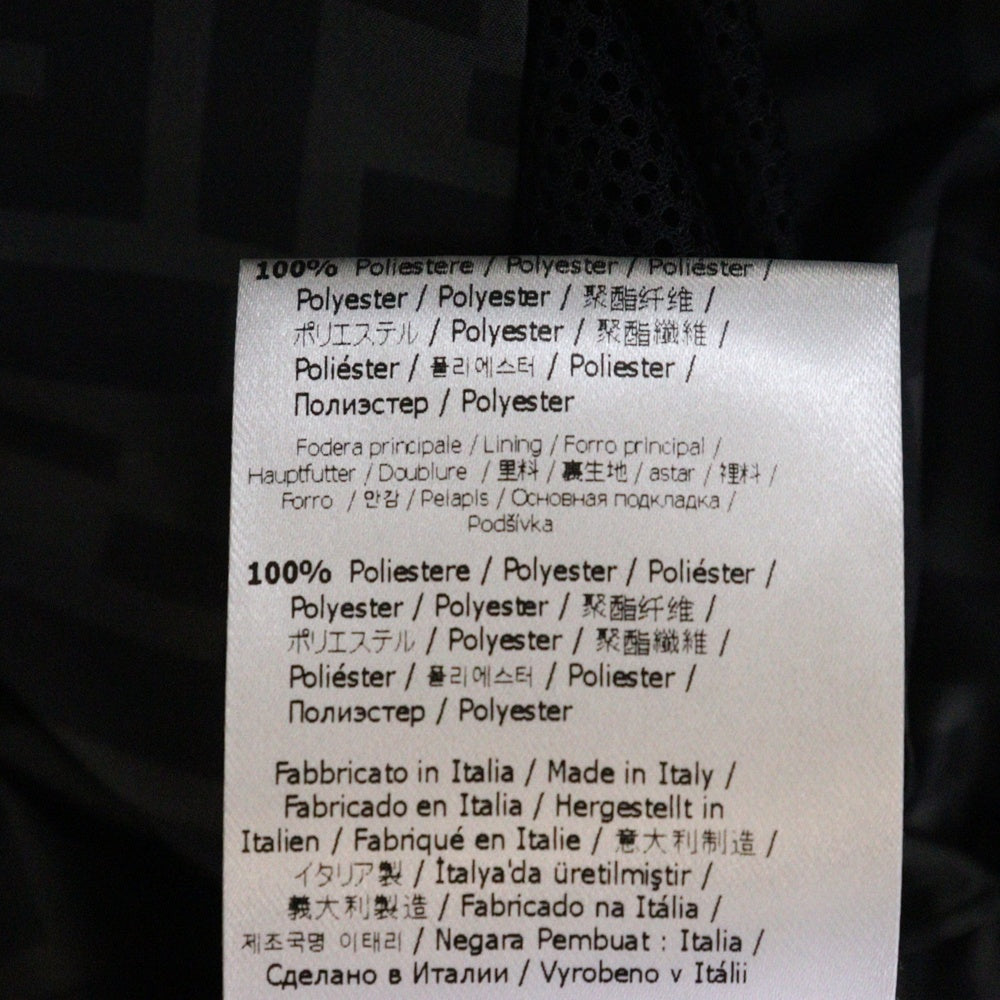 100% Poliestere / Polyester / Poliéster /
Polyester / Polyester / 聚酯纤维 /
ポリエステル / Polyester / 聚酯纖維 /
Poliéster / 폴리에스터 / Poliester /
Полиэстер / Polyester
Fodera principale / Lining / Forro principal /
Hauptfutter / Doublure / 里料 / 裏生地 / astar / 裡料 /
Forro / 안감 / Pelapis / Основная подкладка /
Podšívka
100% Poliestere / Polyester / Poliéster /
Polyester / Polyester / 聚酯纤维 /
ポリエステル / Polyester / 聚酯纖維 /
Poliéster / 폴리에스터 / Poliester /
Полиэстер / Polyester
Fabbricato in Italia / Made in Italy /
Fabricado en Italia / Hergestellt in
Italien / Fabriqué en Italie / 意大利制造 /
イタリア製 / İtalya'da üretilmiştir /
義大利製造 / Fabricado na Itália /
제조국명 이태리 / Negara Pembuat : Italia /
Сделано в Италии / Vyrobeno v Itálii